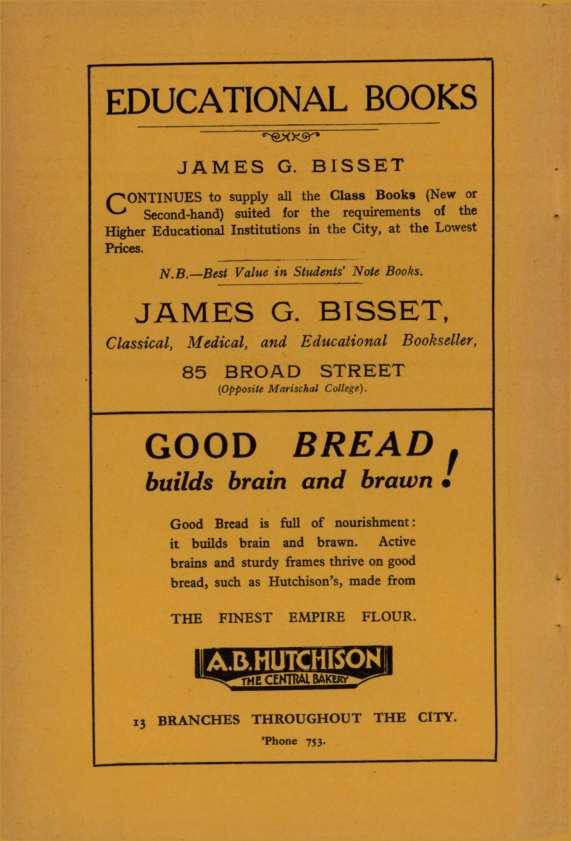 EDUCATIONAL BOOKS
JAMES G. BISSET
CONTINUES to supply all the Class Books (New or
Second-hand) suited for the requirements of the
Higher Educational Institutions in the City, at the Lowest
Prices.
N.B.—Best Value in Students' Note Books.
JAMES G. BISSET,
Classical, Medical, and Educational Bookseller,
85 BROAD STREET
(Opposite Marischal College).
GOOD BREAD
builds brain and brawn!
Good Bread is full of nourishment:
it builds brain and brawn. Active
brains and sturdy frames thrive on good
bread, such as Hutchison's, made from
THE FINEST EMPIRE FLOUR.
A.B. HUTCHISON
THE CENTRAL BAKERY
13 BRANCHES THROUGHOUT THE CITY.
'Phone 753.